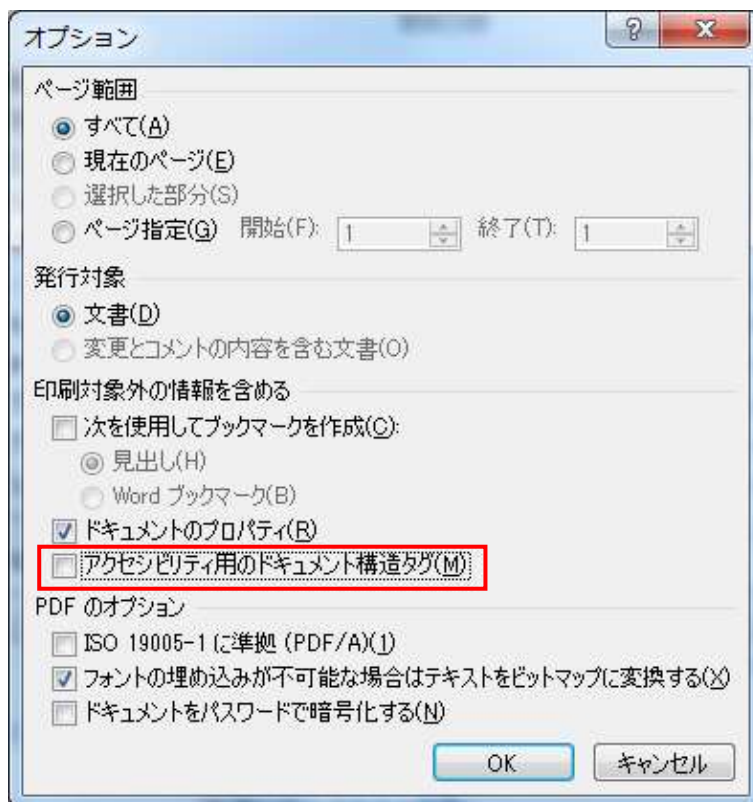 オプション
ページ範囲
すべて(A)
現在のページ(E)
選択した部分(S)
ページ指定(G) 開始(F): 1 終了(T): 1
発行対象
文書(D)
変更とコメントの内容を含む文書(O)
印刷対象外の情報を含める
次を使用してブックマークを作成(C):
見出し(H)
Word ブックマーク(B)
ドキュメントのプロパティ(R)
アクセシビリティ用のドキュメント構造タグ(M)
PDF のオプション
ISO 19005-1 に準拠 (PDF/A)(1)
フォントの埋め込みが不可能な場合はテキストをビットマップに変換する(X)
ドキュメントをパスワードで暗号化する(N)
OK キャンセル